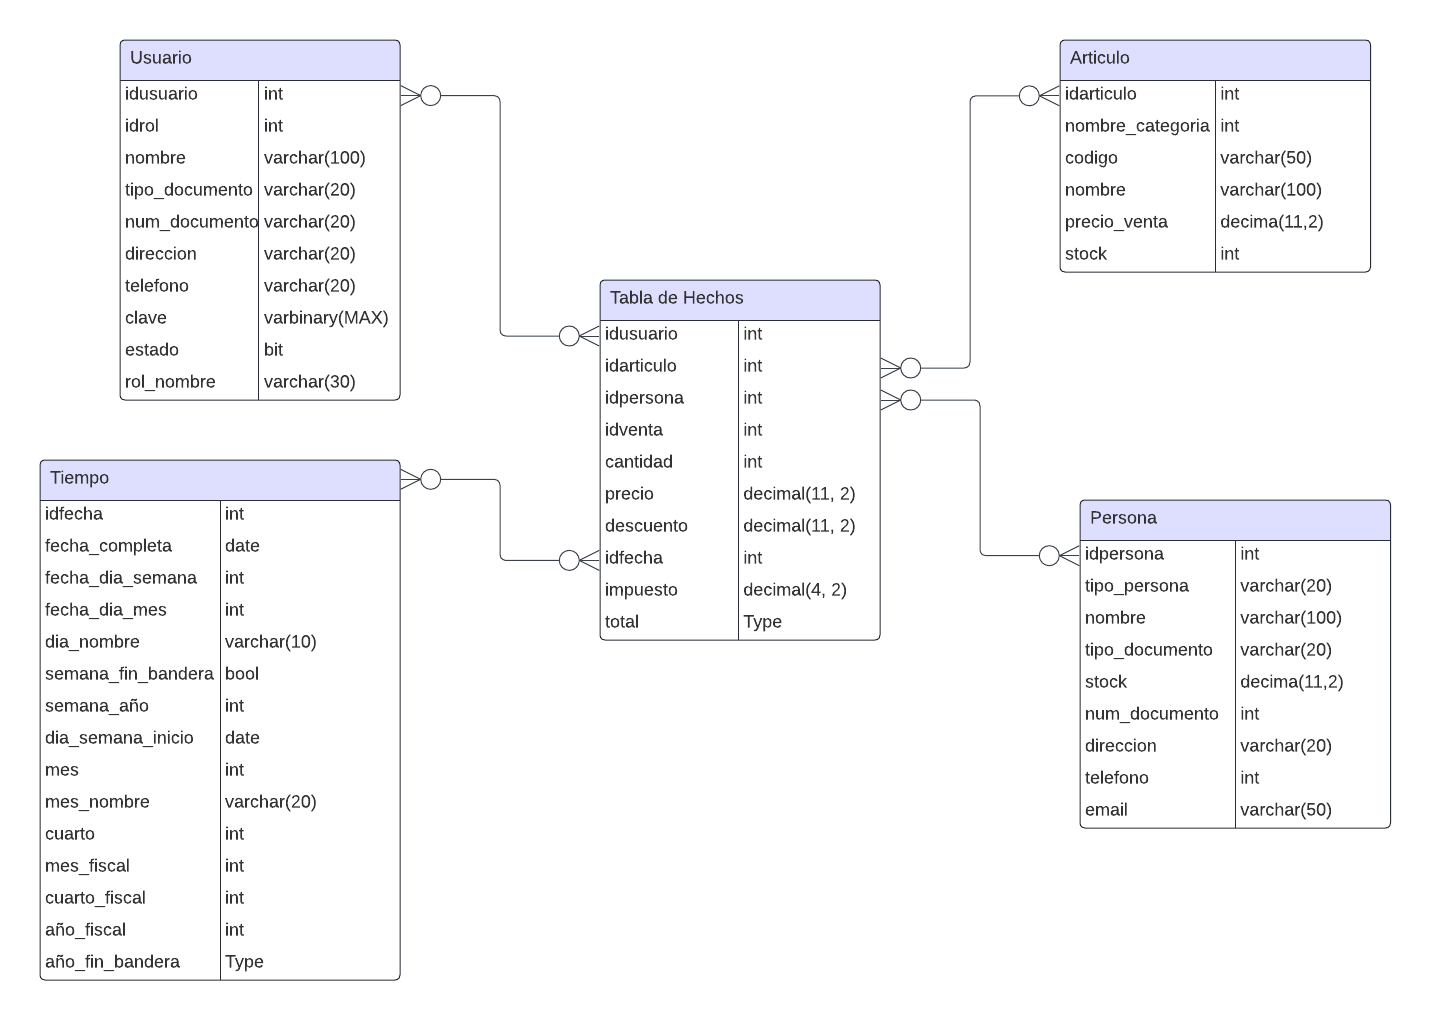 Usuario
idusuario int
idrol int
nombre varchar(100)
tipo_documento varchar(20)
num_documento varchar(20)
direccion varchar(20)
telefono varchar(20)
clave varbinary(MAX)
estado bit
rol_nombre varchar(30)
Articulo
idarticulo int
nombre_categoria int
codigo varchar(50)
nombre varchar(100)
precio_venta decima(11,2)
stock int
Tabla de Hechos
idusuario int
idarticulo int
idpersona int
idventa int
cantidad int
precio decimal(11, 2)
descuento decimal(11, 2)
idfecha int
impuesto decimal(4, 2)
total Type
Tiempo
idfecha int
fecha_completa date
fecha_dia_semana int
fecha_dia_mes int
dia_nombre varchar(10)
semana_fin_bandera bool
semana_año int
dia_semana_inicio date
mes int
mes_nombre varchar(20)
cuarto int
mes_fiscal int
cuarto_fiscal int
año_fiscal int
año_fin_bandera Type
Persona
idpersona int
tipo_persona varchar(20)
nombre varchar(100)
tipo_documento varchar(20)
stock decima(11,2)
num_documento int
direccion varchar(20)
telefono int
email varchar(50)